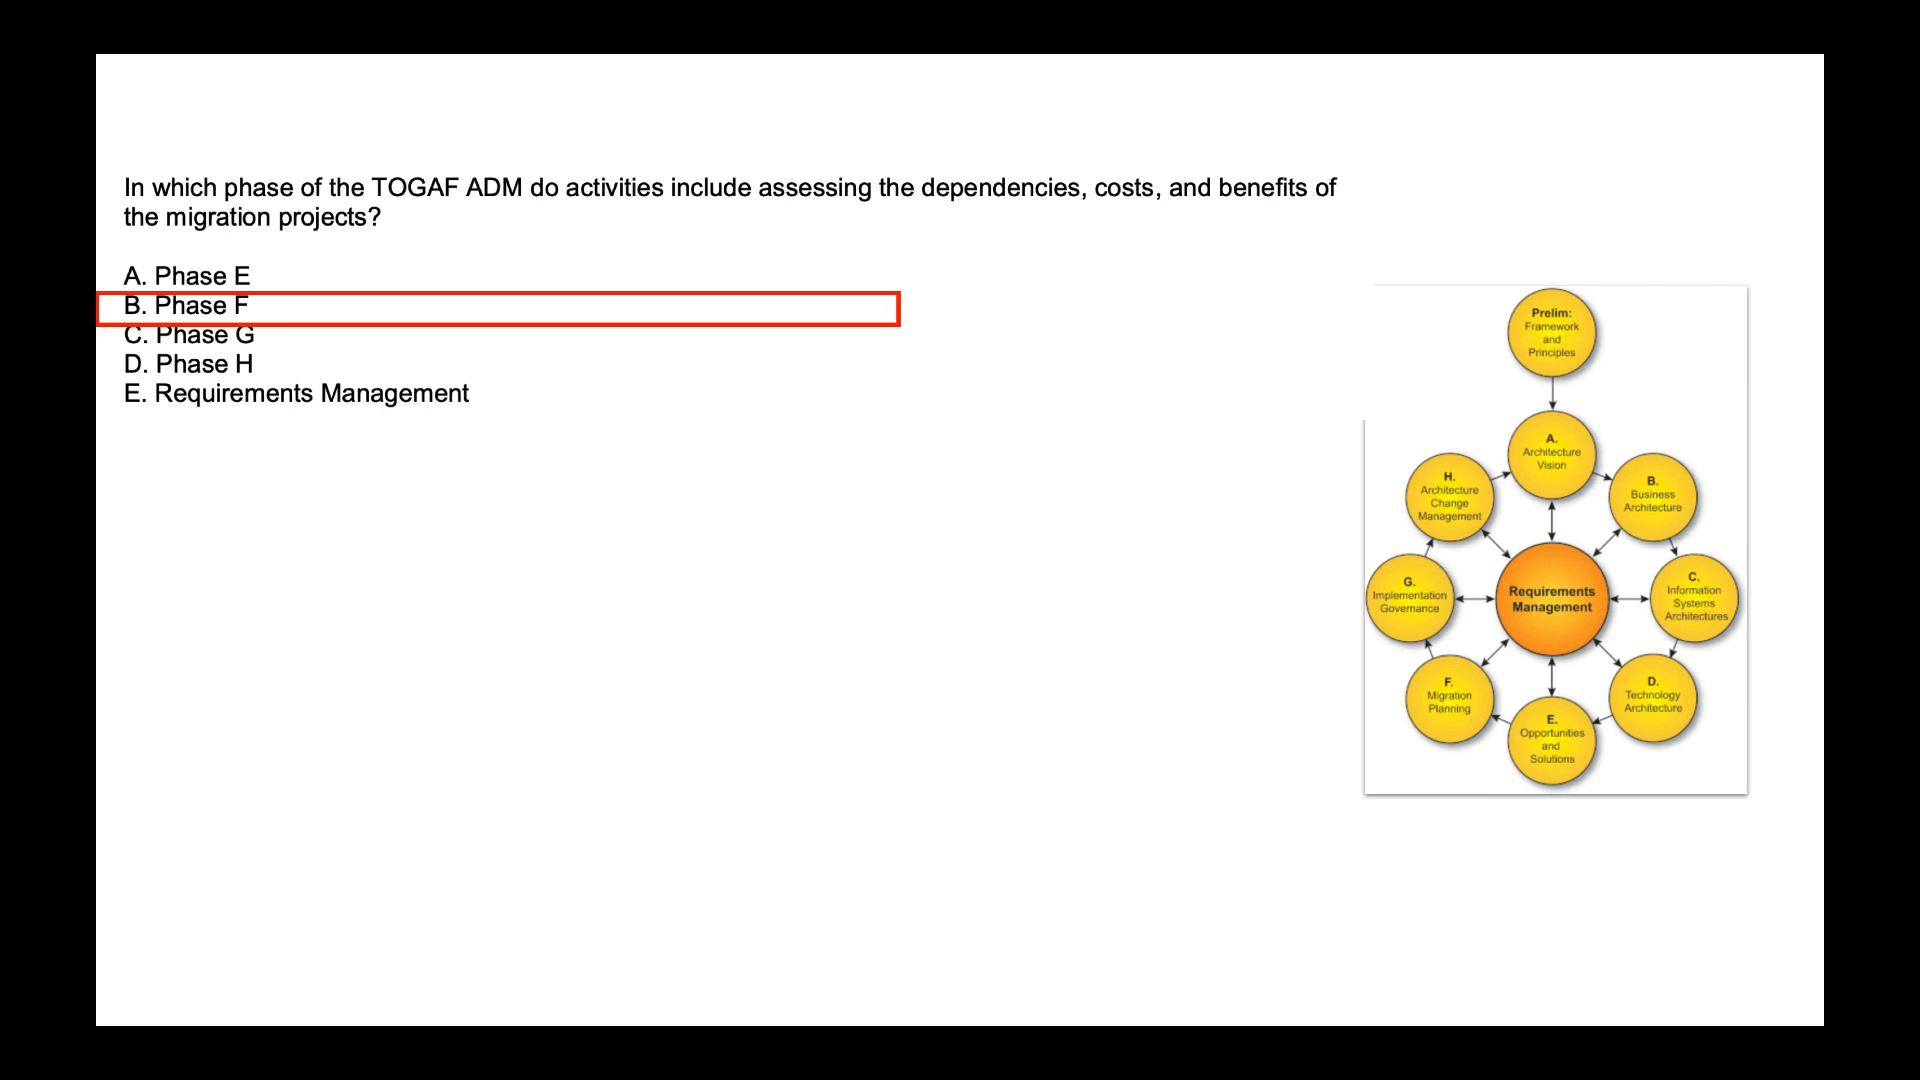 In which phase of the TOGAF ADM do activities include assessing the dependencies, costs, and benefits of
the migration projects?
A. Phase E
B. Phase F
C. Phase G
D. Phase H
E. Requirements Management
Prelim:
Framework
and
Principles
A.
Architecture
Vision
H.
Architecture
Change
Management
B.
Business
Architecture
G.
Implementation
Governance
Requirements
Management
C.
Information
Systems
Architectures
F.
Migration
Planning
D.
Technology
Architecture
E.
Opportunities
and
Solutions